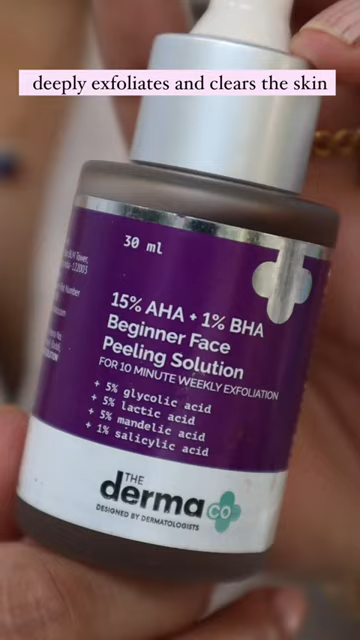 deeply exfoliates and clears the skin
30 ml
15% AHA + 1% BHA
Beginner Face
Peeling Solution
FOR 10 MINUTE WEEKLY EXFOLIATION
+ 5% glycolic acid
+ 5% lactic acid
+ 5% mandelic acid
+ 1% salicylic acid
THE
derma co
DESIGNED BY DERMATOLOGISTS